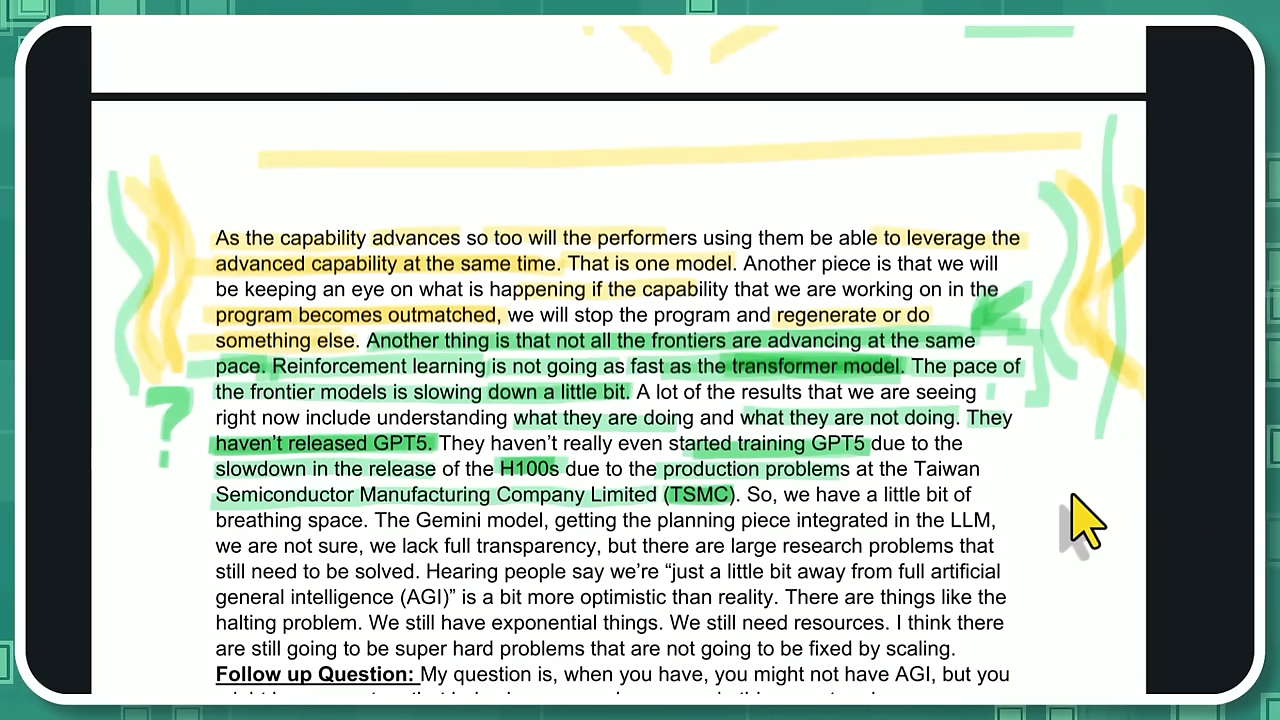 As the capability advances so too will the performers using them be able to leverage the
advanced capability at the same time. That is one model. Another piece is that we will
be keeping an eye on what is happening if the capability that we are working on in the
program becomes outmatched, we will stop the program and regenerate or do
something else. Another thing is that not all the frontiers are advancing at the same
pace. Reinforcement learning is not going as fast as the transformer model. The pace of
the frontier models is slowing down a little bit. A lot of the results that we are seeing
right now include understanding what they are doing and what they are not doing. They
haven't released GPT5. They haven't really even started training GPT5 due to the
slowdown in the release of the H100s due to the production problems at the Taiwan
Semiconductor Manufacturing Company Limited (TSMC). So, we have a little bit of
breathing space. The Gemini model, getting the planning piece integrated in the LLM,
we are not sure, we lack full transparency, but there are large research problems that
still need to be solved. Hearing people say we're “just a little bit away from full artificial
general intelligence (AGI)” is a bit more optimistic than reality. There are things like the
halting problem. We still have exponential things. We still need resources. I think there
are still going to be super hard problems that are not going to be fixed by scaling.
Follow up Question: My question is, when you have, you might not have AGI, but you
?